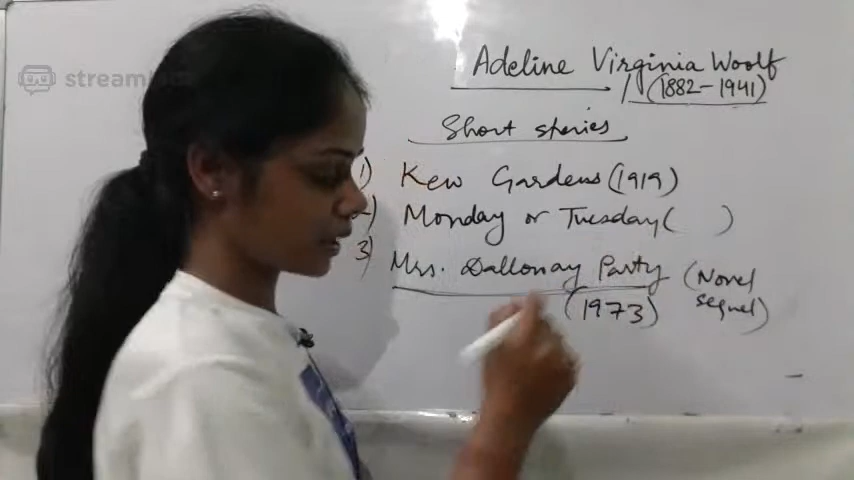 Adeline Virginia Woolf
(1882-1941)
Short stories
1) Kew Gardens (1919)
2) Monday or Tuesday ( )
3) Mrs. Dalloway Party (Novel sequel)
(1973)